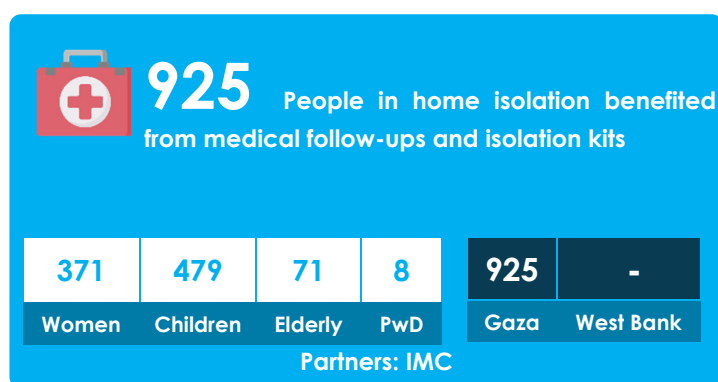 925 People in home isolation benefited
from medical follow-ups and isolation kits
371 479 71 8 925 -
Women Children Elderly PwD Gaza West Bank
Partners: IMC